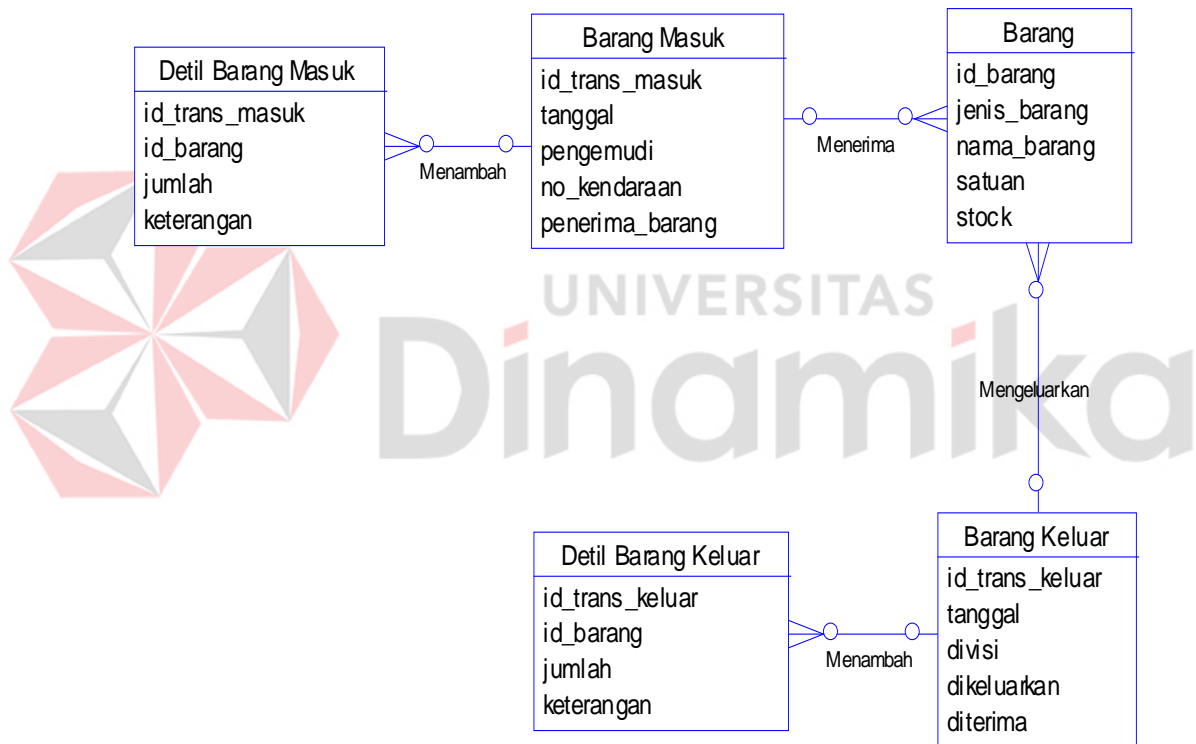 Detil Barang Masuk
id_trans_masuk
id_barang
jumlah
keterangan
Menambah
Barang Masuk
id_trans_masuk
tanggal
pengemudi
no_kendaraan
penerima_barang
Menerima
Barang
id_barang
jenis_barang
nama_barang
satuan
stock
UNIVERSITAS
Dinamika
Mengeluarkan
Detil Barang Keluar
id_trans_keluar
id_barang
jumlah
keterangan
Menambah
Barang Keluar
id_trans_keluar
tanggal
divisi
dikeluarkan
diterima